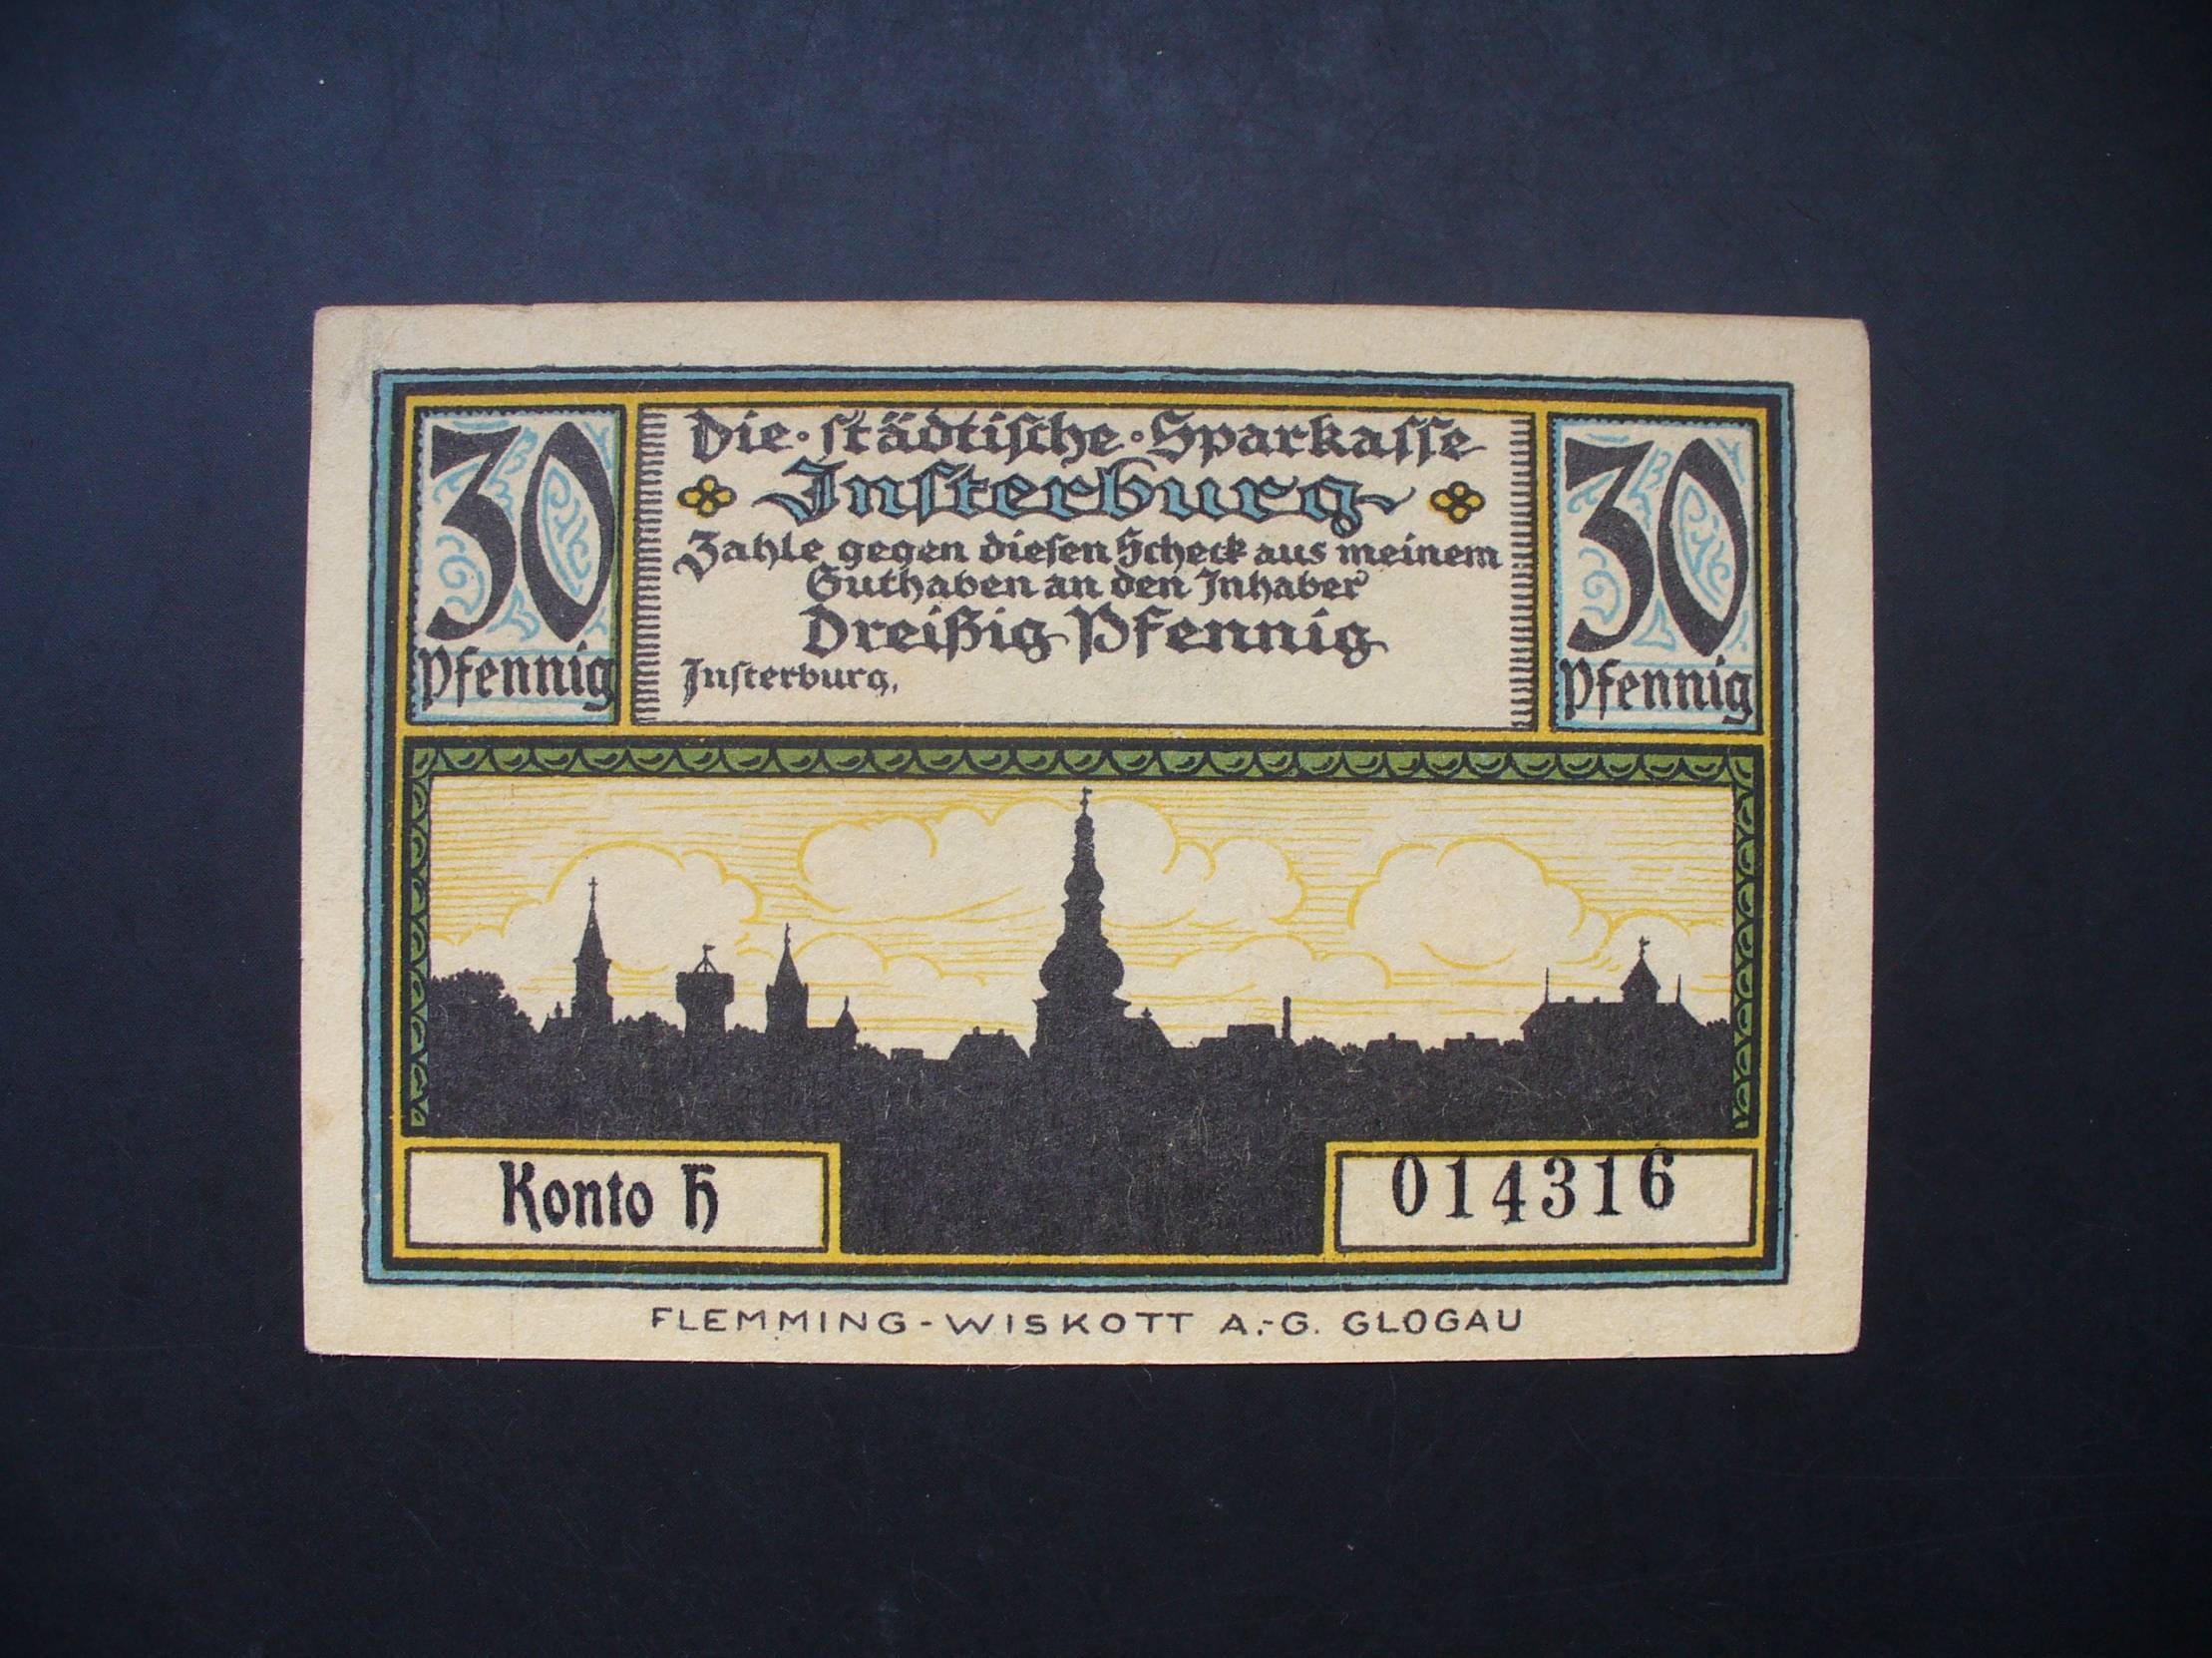 30
Pfennig
Die·städtische·Sparkasse
Insterburg
Zahle gegen diesen Scheck aus meinem
Guthaben an den Inhaber
Dreißig Pfennig
Insterburg,
30
Pfennig
Konto H
014316
FLEMMING-WISKOTT A.-G. GLOGAU